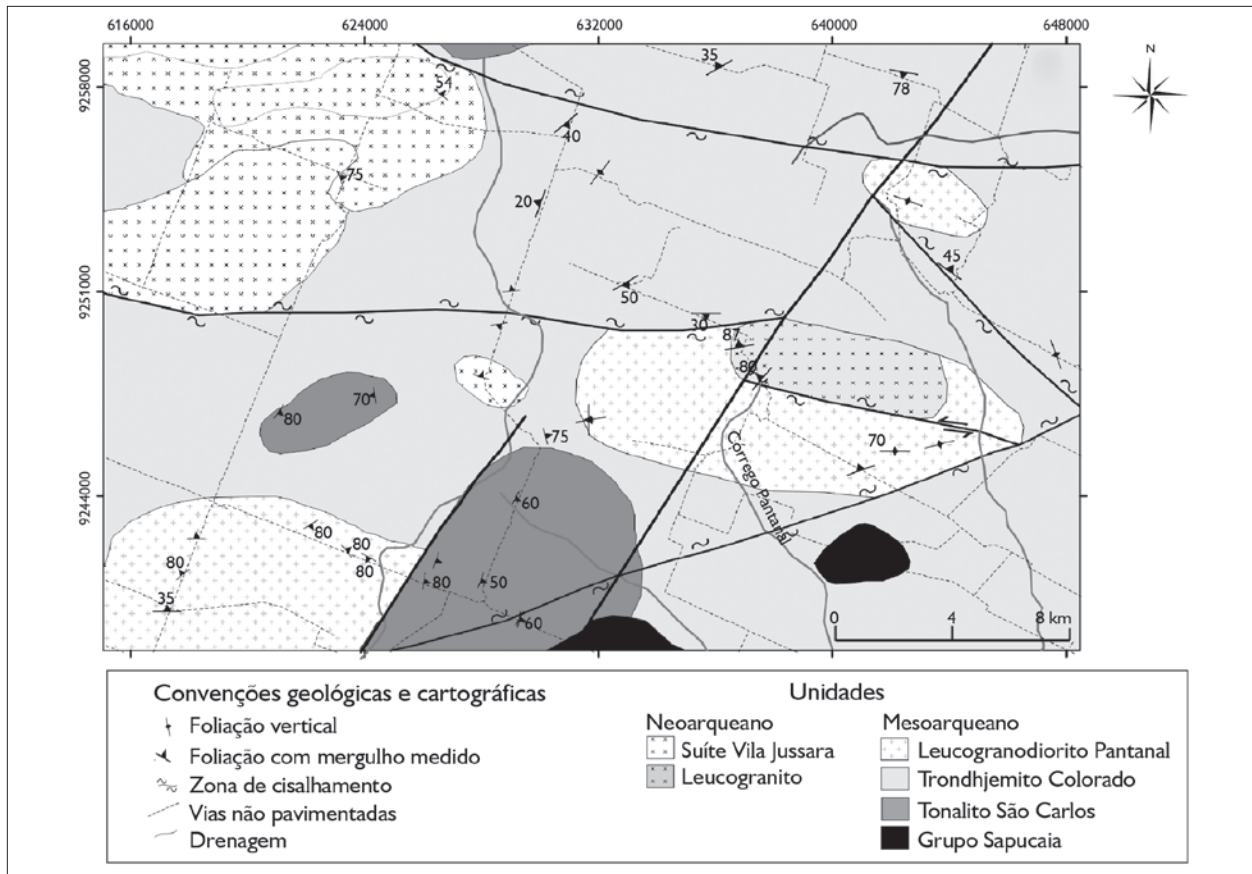 616000 624000 632000 640000 648000
N
9258000
9251000
9244000
35
78
54
40
75
20
45
50
30
87
80
70
80
75
70
60
80
80
80
80
50
80
35
60
Córrego Pantanal
0 4 8 km
Convenções geológicas e cartográficas
Foliação vertical
Foliação com mergulho medido
Zona de cisalhamento
Vias não pavimentadas
Drenagem
Unidades
Neoarqueano
Suíte Vila Jussara
Leucogranito
Mesoarqueano
Leucogranodiorito Pantanal
Trondhjemito Colorado
Tonalito São Carlos
Grupo Sapucaia